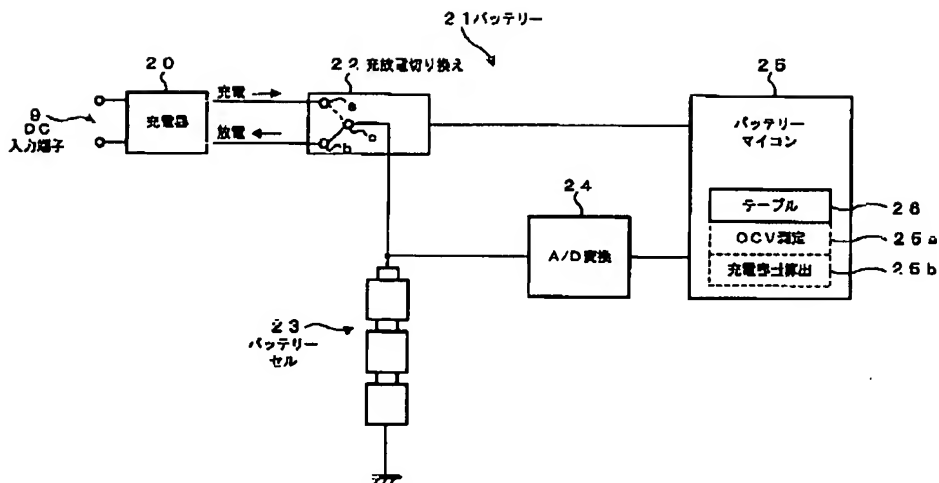 21バッテリー
20
22 充放電切り換え
25
充電
充電器
9
DC
入力端子
放電
a
c
b
バッテリー
マイコン
24
テーブル
26
A/D変換
OCV測定
25a
充電容量算出
25b
23
バッテリー
セル